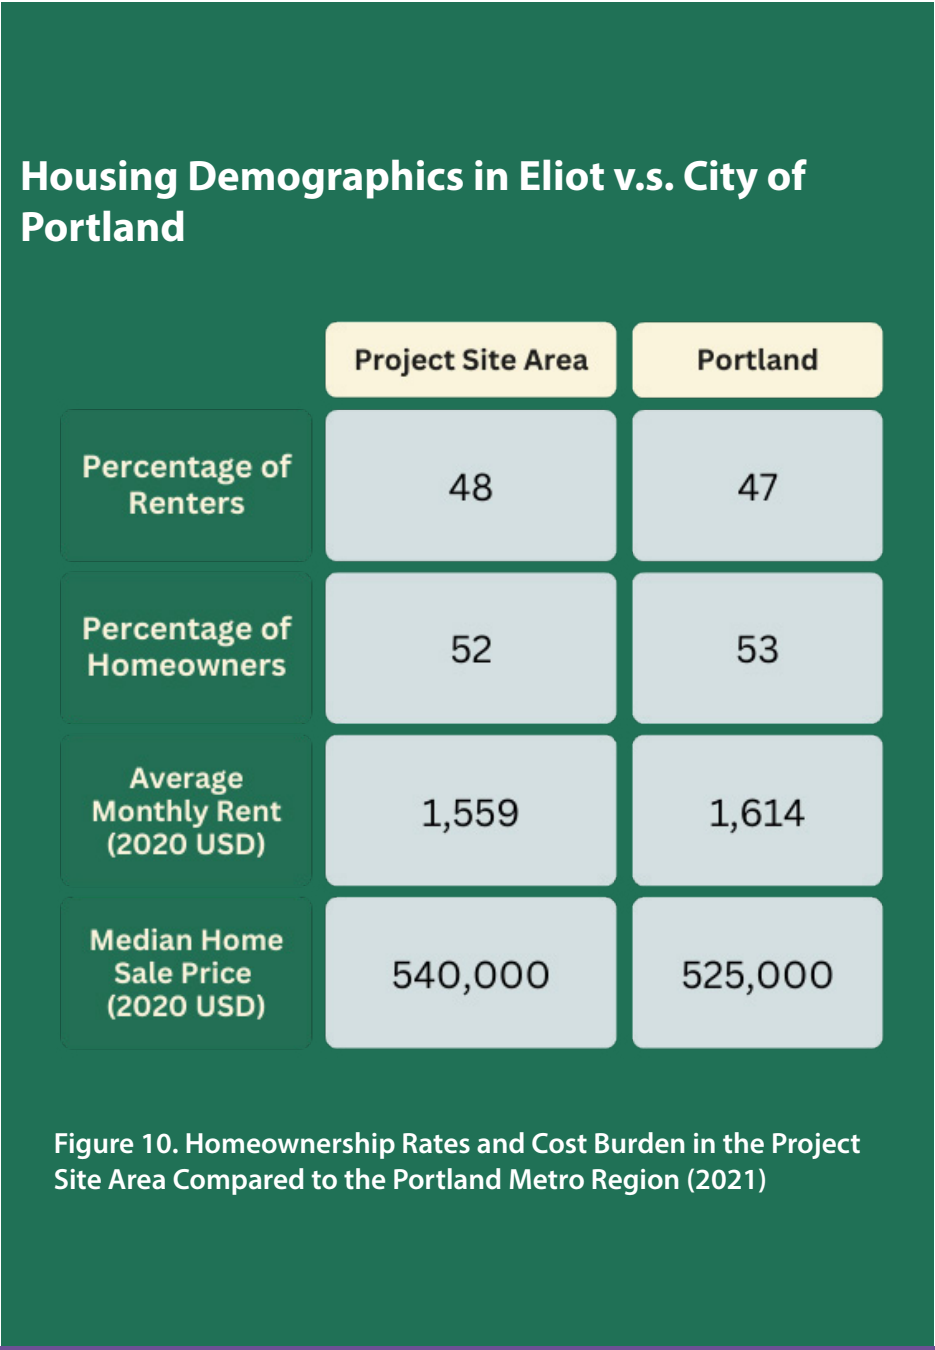 Housing Demographics in Eliot v.s. City of
Portland
Project Site Area
Portland
Percentage of
Renters
48
47
Percentage of
Homeowners
52
53
Average
Monthly Rent
(2020 USD)
1,559
1,614
Median Home
Sale Price
(2020 USD)
540,000
525,000
Figure 10. Homeownership Rates and Cost Burden in the Project
Site Area Compared to the Portland Metro Region (2021)